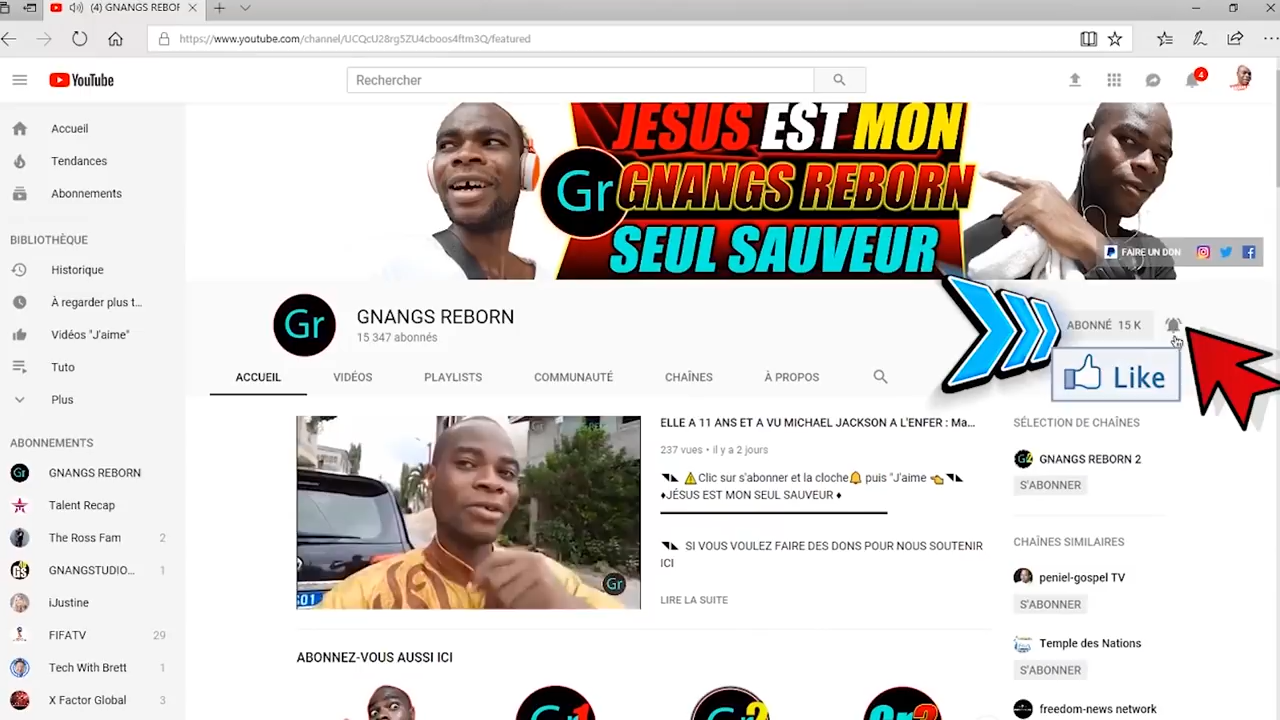 (4) GNANGS REBOR
https://www.youtube.com/channel/UCQcU28rg5ZU4cboos4ftm3Q/featured
YouTube
Rechercher
4
JESUS EST MON
Gr GNANGS REBORN
SEUL SAUVEUR
FAIRE UN DON
Gr
GNANGS REBORN
15 347 abonnés
ABONNÉ 15 K
Like
ACCUEIL VIDÉOS PLAYLISTS COMMUNAUTÉ CHAÎNES À PROPOS
Accueil
Tendances
Abonnements
BIBLIOTHÈQUE
Historique
À regarder plus t...
Vidéos "J'aime"
Tuto
Plus
ABONNEMENTS
Gr GNANGS REBORN
Talent Recap
The Ross Fam 2
GNANGSTUDIO... 1
iJustine
FIFATV 29
Tech With Brett 1
X Factor Global 3
Gr
ELLE A 11 ANS ET A VU MICHAEL JACKSON A L'ENFER : Ma...
237 vues • il y a 2 jours
◥◣ ⚠Clic sur s'abonner et la cloche🔔 puis "J'aime 👈◥◣
♦JÉSUS EST MON SEUL SAUVEUR ♦
◥◣ SI VOUS VOULEZ FAIRE DES DONS POUR NOUS SOUTENIR
ICI
LIRE LA SUITE
ABONNEZ-VOUS AUSSI ICI
Gr1
Gr2
Gr3
SÉLECTION DE CHAÎNES
GNANGS REBORN 2
S'ABONNER
CHAÎNES SIMILAIRES
peniel-gospel TV
S'ABONNER
Temple des Nations
S'ABONNER
freedom-news network